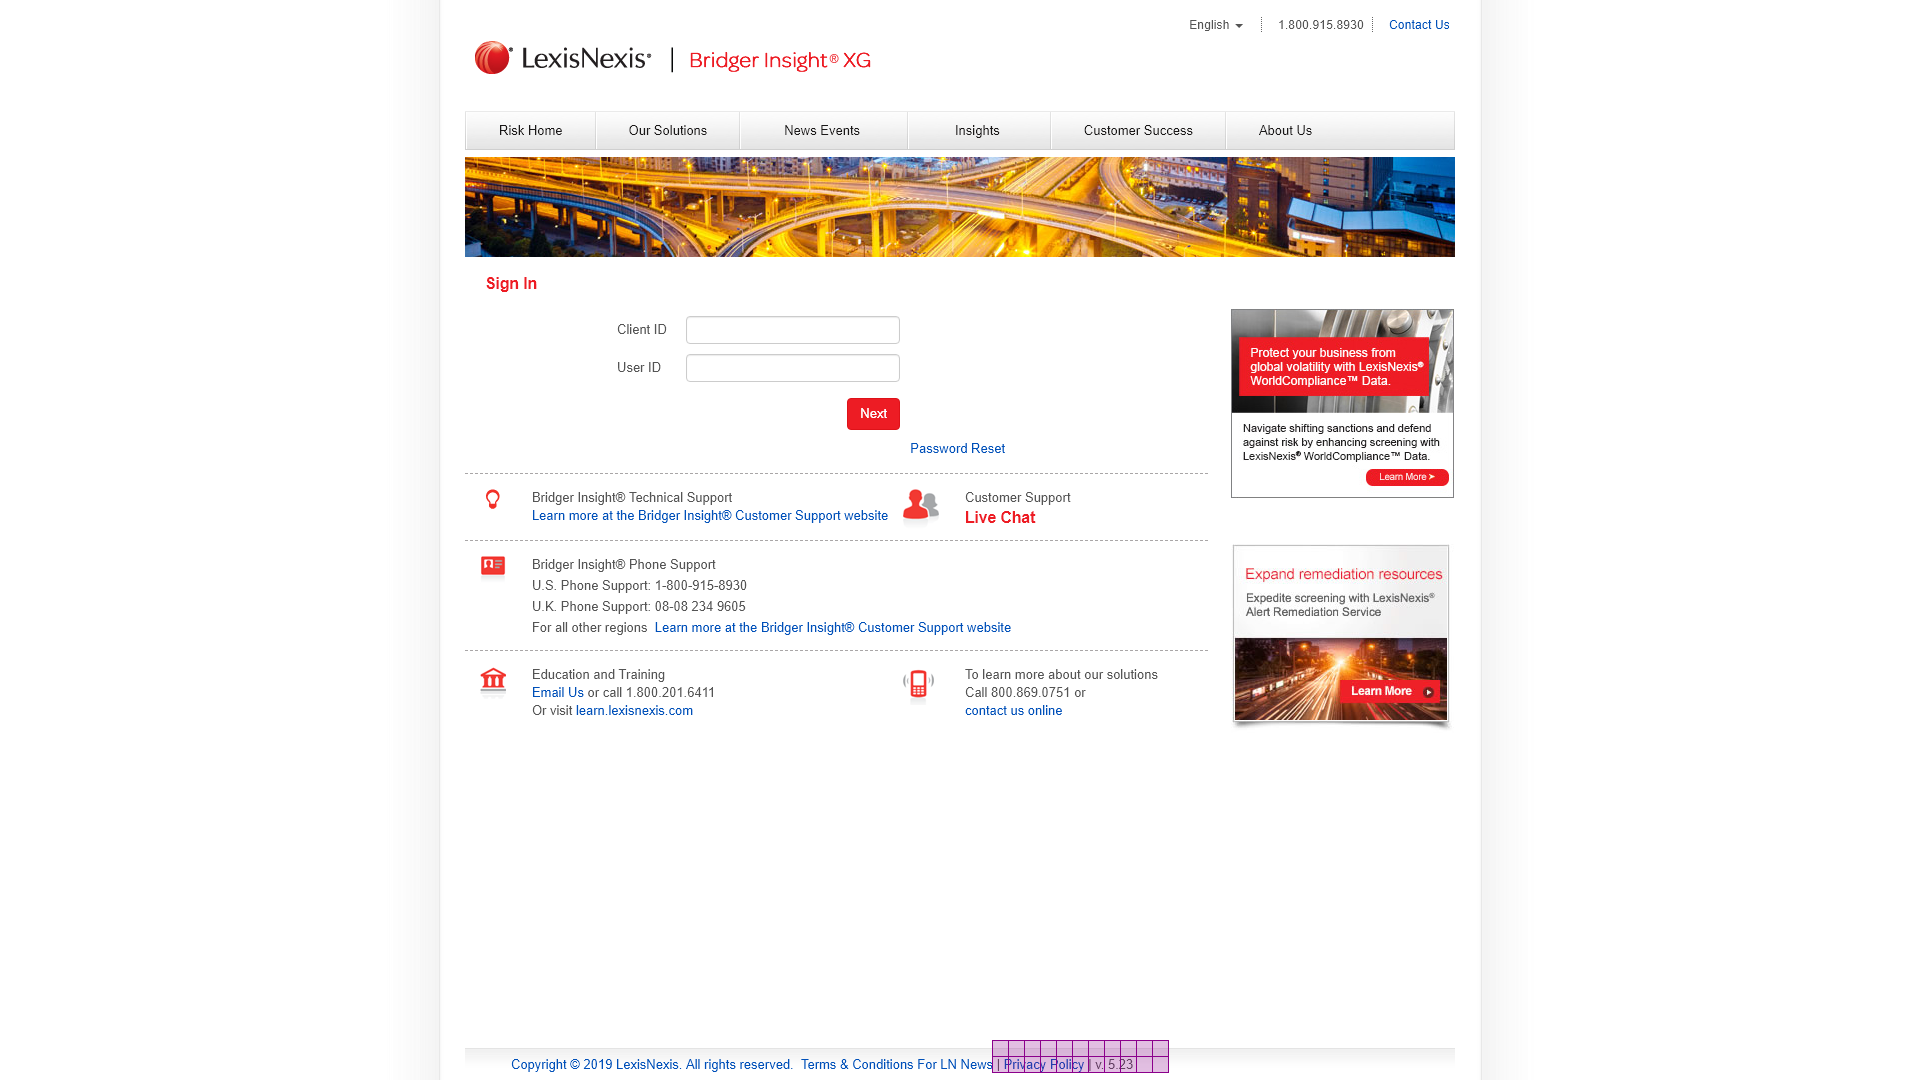 English
1.800.915.8930
Contact Us
LexisNexis® | Bridger Insight® XG
Risk Home
Our Solutions
News Events
Insights
Customer Success
About Us
Sign In
Client ID
User ID
Next
Password Reset
Protect your business from
global volatility with LexisNexis®
WorldCompliance™ Data.
Navigate shifting sanctions and defend
against risk by enhancing screening with
LexisNexis® WorldCompliance™ Data.
Learn More
Bridger Insight® Technical Support
Learn more at the Bridger Insight® Customer Support website
Customer Support
Live Chat
Bridger Insight® Phone Support
U.S. Phone Support: 1-800-915-8930
U.K. Phone Support: 08-08 234 9605
For all other regions Learn more at the Bridger Insight® Customer Support website
Expand remediation resources
Expedite screening with LexisNexis®
Alert Remediation Service
Learn More
Education and Training
Email Us or call 1.800.201.6411
Or visit learn.lexisnexis.com
To learn more about our solutions
Call 800.869.0751 or
contact us online
Copyright © 2019 LexisNexis. All rights reserved. Terms & Conditions For LN News | Privacy Policy | v. 5.23